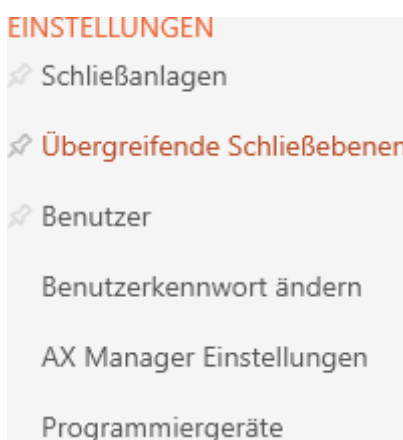 EINSTELLUNGEN
Schließanlagen
Übergreifende Schließebenen
Benutzer
Benutzerkennwort ändern
AX Manager Einstellungen
Programmiergeräte